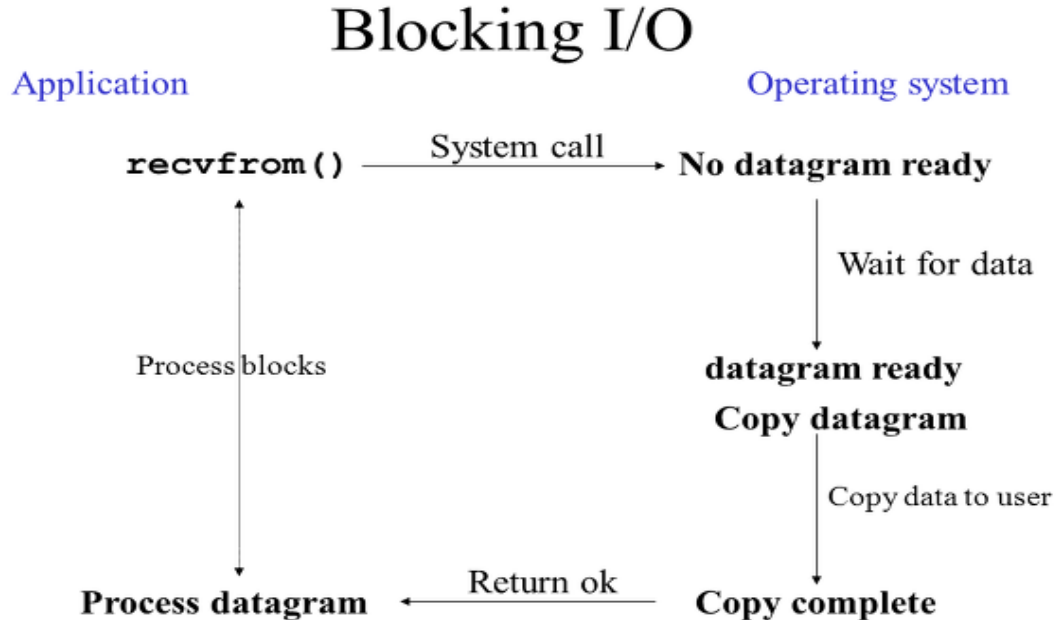 Blocking I/O
Application
Operating system
recvfrom()
System call
No datagram ready
Wait for data
Process blocks
datagram ready
Copy datagram
Copy data to user
Process datagram
Return ok
Copy complete